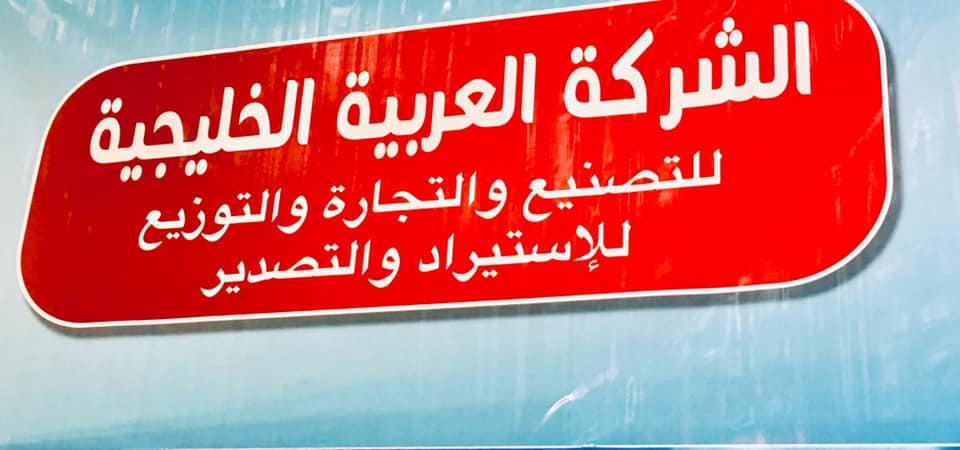 الشركة العربية الخليجية
للتصنيع والتجارة والتوزيع
للإستيراد والتصدير